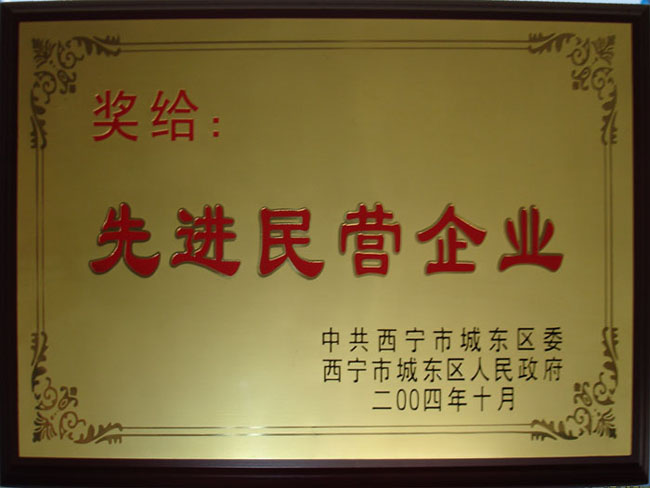 奖给：
先进民营企业
中共西宁市城东区委
西宁市城东区人民政府
二00四年十月